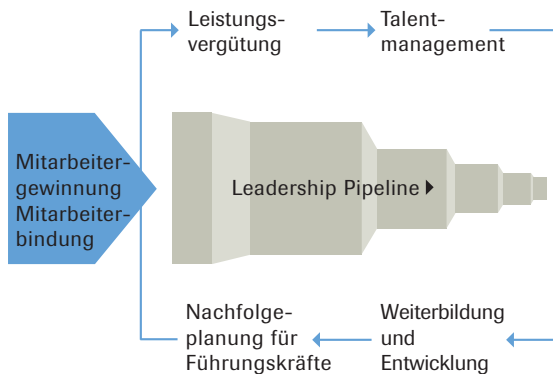 Leistungs-
vergütung
Talent-
management
Mitarbeiter-
gewinnung
Mitarbeiter-
bindung
Leadership Pipeline
Nachfolge-
planung für
Führungskräfte
Weiterbildung
und
Entwicklung